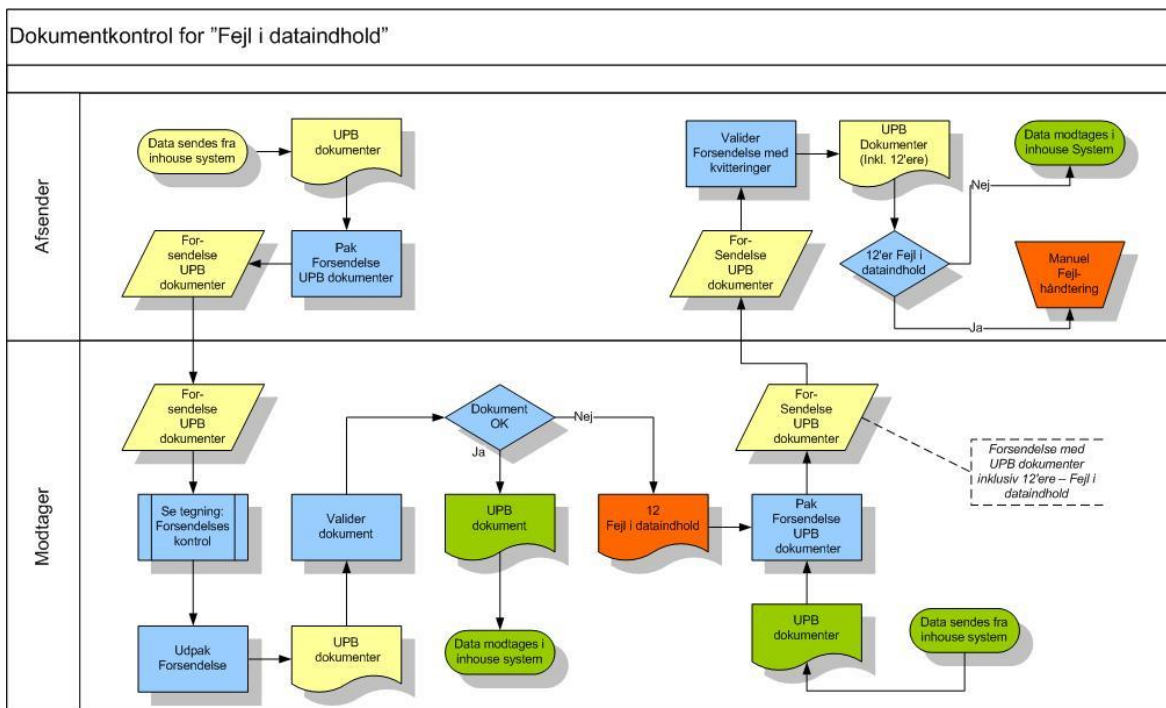 Dokumentkontrol for "Fejl i dataindhold"
Afsender
Data sendes fra
inhouse system
UPB
dokumenter
Pak
Forsendelse
UPB dokumenter
For-
sendelse
UPB
dokumenter
Valider
Forsendelse med
kvitteringer
UPB
Dokumenter
(Inkl. 12'ere)
Data modtages i
inhouse System
Nej
For-
Sendelse
UPB
dokumenter
12'er Fejl i
dataindhold
Manuel
Fejl-
håndtering
Ja
Modtager
For-
sendelse
UPB
dokumenter
Se tegning:
Forsendelses
kontrol
Udpak
Forsendelse
UPB
dokumenter
Valider
dokument
Dokument
OK
Nej
Ja
UPB
dokument
Data modtages i
inhouse system
12
Fejl i dataindhold
For-
Sendelse
UPB
dokumenter
Forsendelse med
UPB dokumenter
inklusiv 12'ere – Fejl i
dataindhold
Pak
Forsendelse
UPB
dokumenter
UPB
dokumenter
Data sendes fra
inhouse system